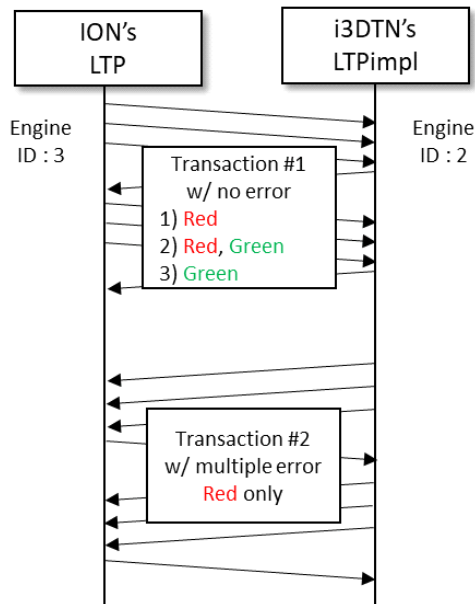 ION's
LTP
i3DTN's
LTPimpl
Engine
ID : 3
Engine
ID : 2
Transaction #1
w/ no error
1) Red
2) Red, Green
3) Green
Transaction #2
w/ multiple error
Red only